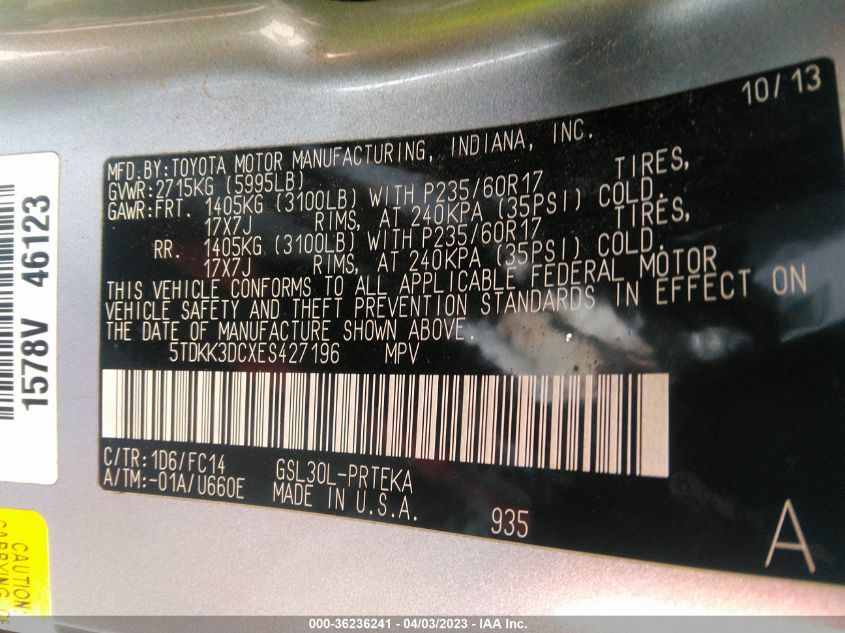 10/13
MFD.BY:TOYOTA MOTOR MANUFACTURING, INDIANA, INC.
GVWR:2715KG (5995LB)
GAWR:FRT. 1405KG (3100LB) WITH P235/60R17 TIRES,
17X7J RIMS, AT 240KPA (35PSI) COLD.
RR. 1405KG (3100LB) WITH P235/60R17 TIRES,
17X7J RIMS, AT 240KPA (35PSI) COLD.
THIS VEHICLE CONFORMS TO ALL APPLICABLE FEDERAL MOTOR
VEHICLE SAFETY AND THEFT PREVENTION STANDARDS IN EFFECT ON
THE DATE OF MANUFACTURE SHOWN ABOVE.
5TDKK3DCXES427196 MPV
C/TR:1D6/FC14 GSL30L-PRTEKA
A/TM:-01A/U660E MADE IN U.S.A.
935
A
1578V 46123
CAUTION
CARRYING
000-36236241 - 04/03/2023 - IAA Inc.